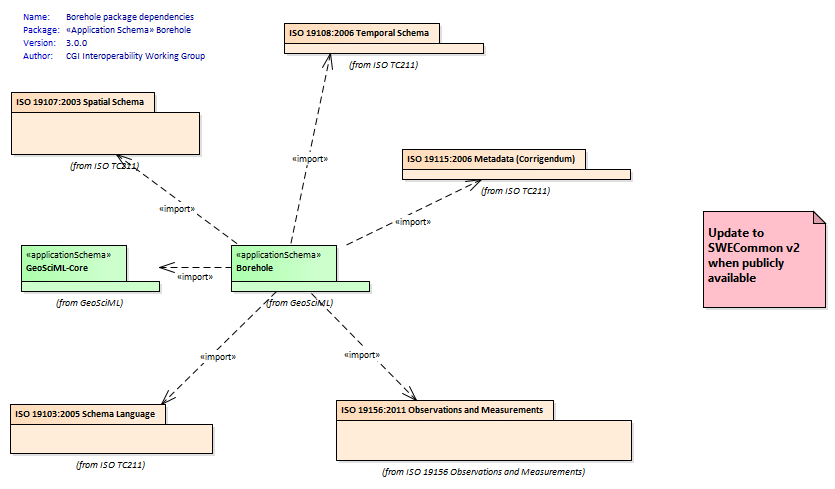 Name: Borehole package dependencies
Package: «Application Schema» Borehole
Version: 3.0.0
Author: CGI Interoperability Working Group
ISO 19108:2006 Temporal Schema
(from ISO TC211)
ISO 19107:2003 Spatial Schema
(from ISO TC211)
«import»
ISO 19115:2006 Metadata (Corrigendum)
(from ISO TC211)
«import»
«import»
Update to
SWECommon v2
when publicly
available
«applicationSchema»
GeoSciML-Core
(from GeoSciML)
«import»
«applicationSchema»
Borehole
(from GeoSciML)
«import»
«import»
ISO 19103:2005 Schema Language
(from ISO TC211)
ISO 19156:2011 Observations and Measurements
(from ISO 19156 Observations and Measurements)